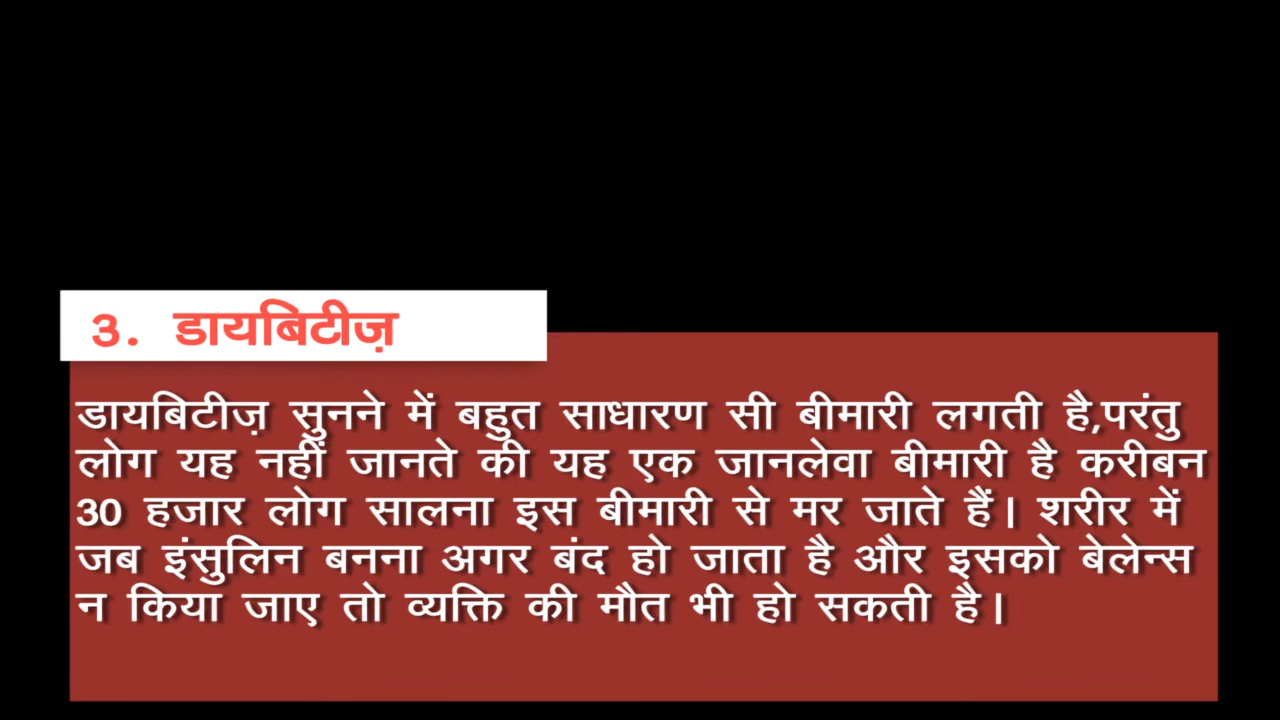 ३. डायबिटीज़
डायबिटीज़ सुनने में बहुत साधारण सी बीमारी लगती है,परंतु
लोग यह नहीं जानते की यह एक जानलेवा बीमारी है करीबन
30 हजार लोग सालना इस बीमारी से मर जाते हैं। शरीर में
जब इंसुलिन बनना अगर बंद हो जाता है और इसको बेलेन्स
न किया जाए तो व्यक्ति की मौत भी हो सकती है।